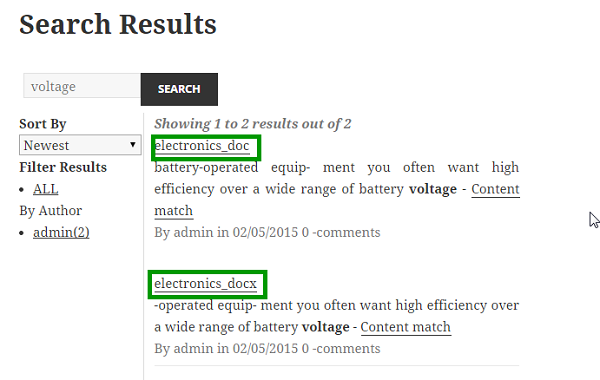 Search Results
voltage SEARCH
Sort By
Newest
Filter Results
ALL
By Author
admin(2)
Showing 1 to 2 results out of 2
electronics_doc
battery-operated equip- ment you often want high
efficiency over a wide range of battery voltage - Content
match
By admin in 02/05/2015 0 -comments
electronics_docx
-operated equip- ment you often want high efficiency over
a wide range of battery voltage - Content match
By admin in 02/05/2015 0 -comments